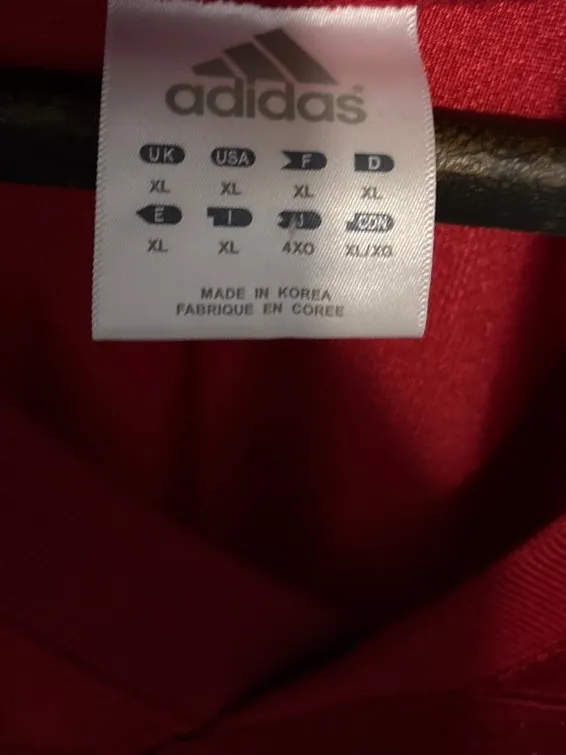 adidas®
UK USA F D
XL XL XL XL
E I J CDN
XL XL 4XO XL/XG
MADE IN KOREA
FABRIQUE EN COREE